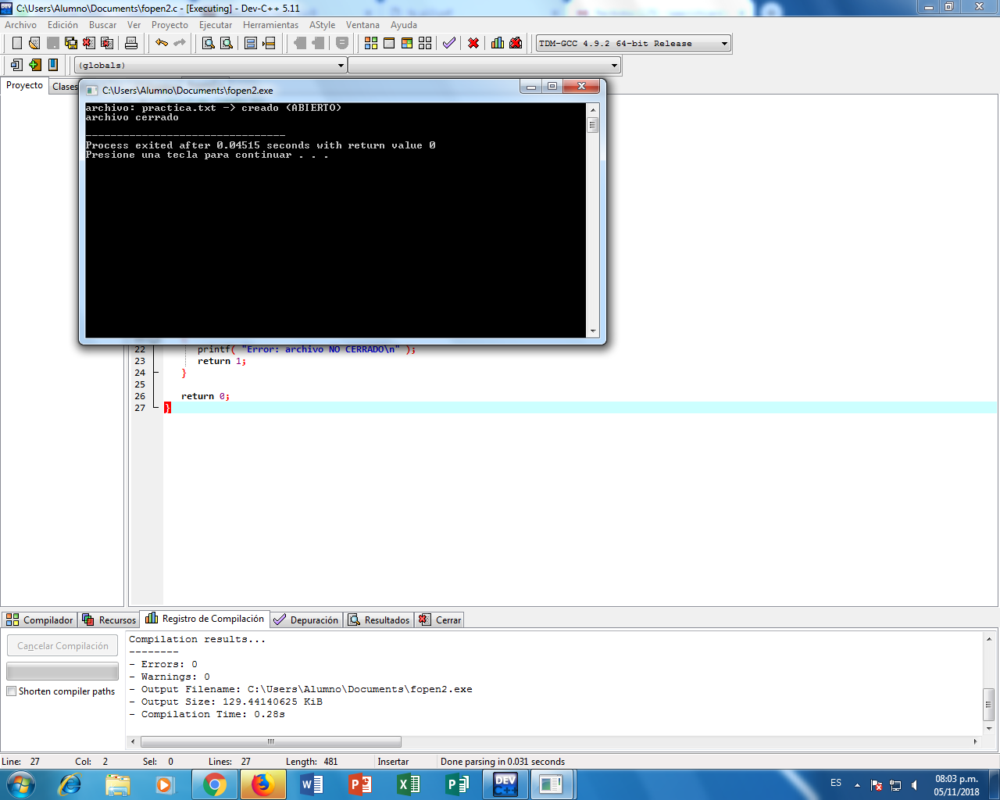 C:\Users\Alumno\Documents\fopen2.c - [Executing] - Dev-C++ 5.11
Archivo Edición Buscar Ver Proyecto Ejecutar Herramientas AStyle Ventana Ayuda
TDM-GCC 4.9.2 64-bit Release
(globals)
Proyecto Clases
C:\Users\Alumno\Documents\fopen2.exe
archivo: practica.txt -> creado (ABIERTO)
archivo cerrado
--------------------------------
Process exited after 0.04515 seconds with return value 0
Presione una tecla para continuar . . .
22 printf( "Error: archivo NO CERRADO\n" );
23 return 1;
24 }
25
26 return 0;
27 }
Compilador Recursos Registro de Compilación Depuración Resultados Cerrar
Cancelar Compilación
Shorten compiler paths
Compilation results...
--------
- Errors: 0
- Warnings: 0
- Output Filename: C:\Users\Alumno\Documents\fopen2.exe
- Output Size: 129.44140625 KiB
- Compilation Time: 0.28s
Line: 27 Col: 2 Sel: 0 Lines: 27 Length: 481 Insertar Done parsing in 0.031 seconds
DEV C++
ES
08:03 p.m.
05/11/2018